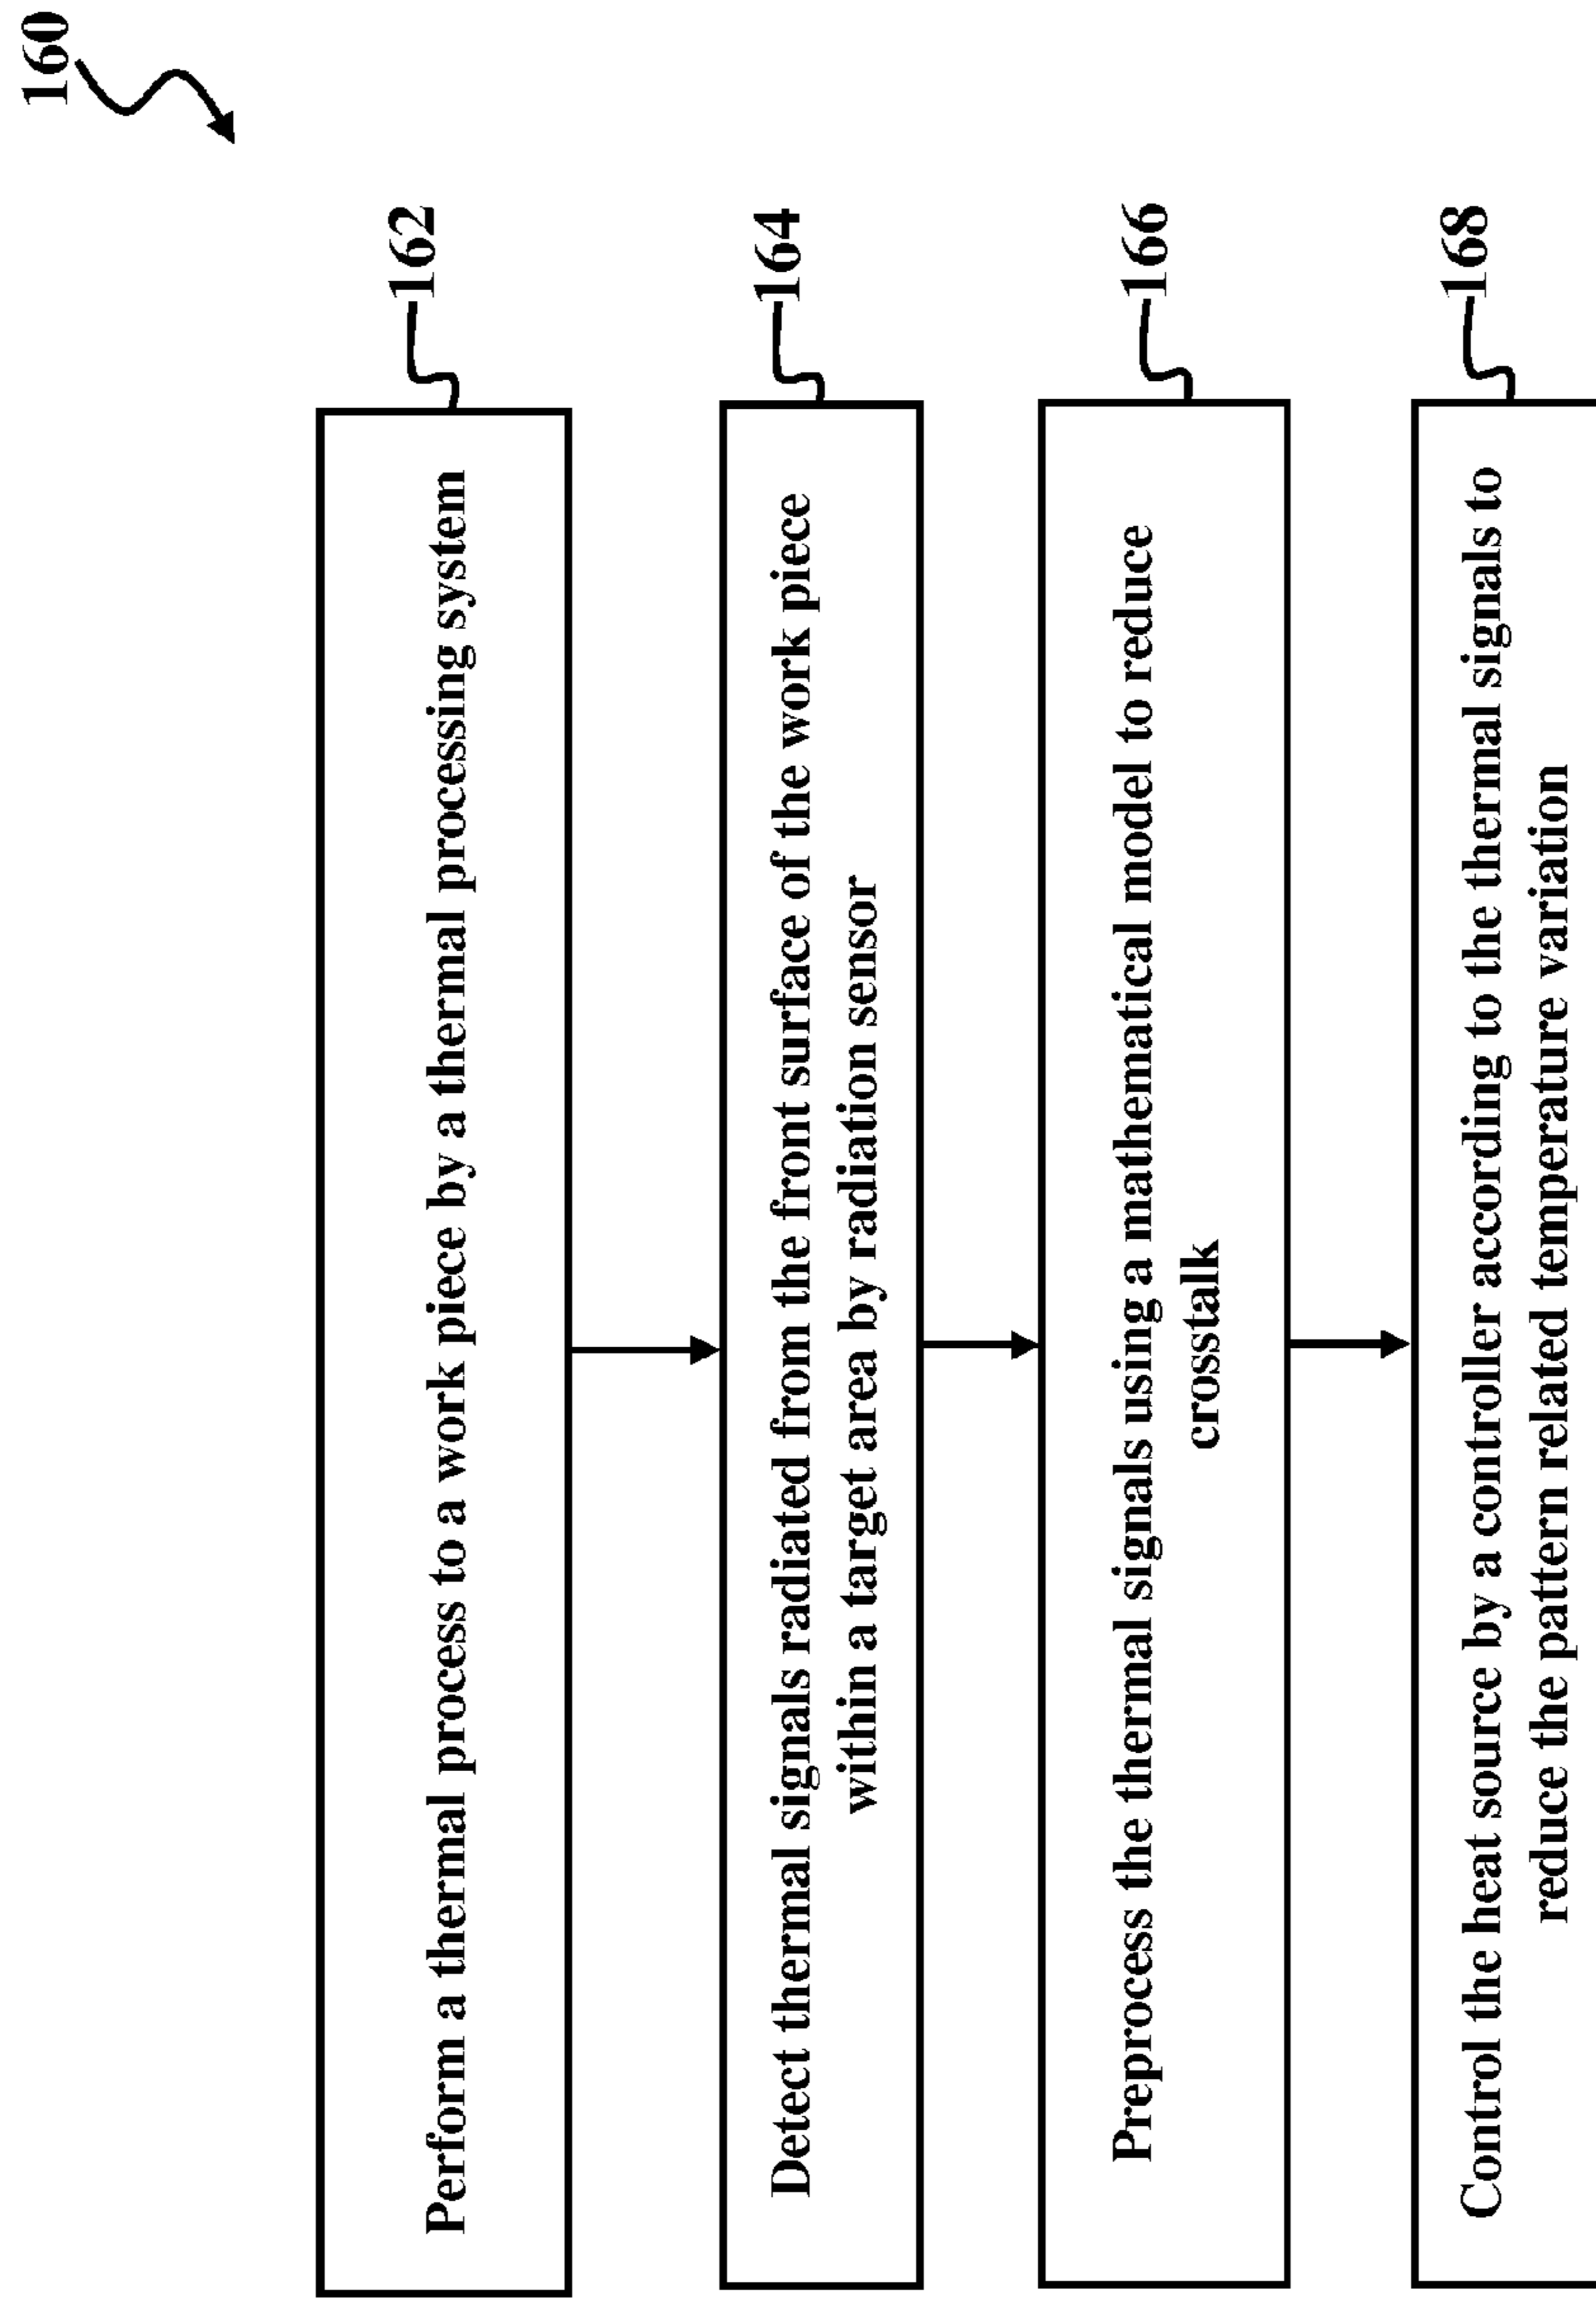 160
Perform a thermal process to a work piece by a thermal processing system
162
Detect thermal signals radiated from the front surface of the work piece
within a target area by radiation sensor
164
Preprocess the thermal signals using a mathematical model to reduce
crosstalk
166
Control the heat source by a controller according to the thermal signals to
reduce the pattern related temperature variation
168